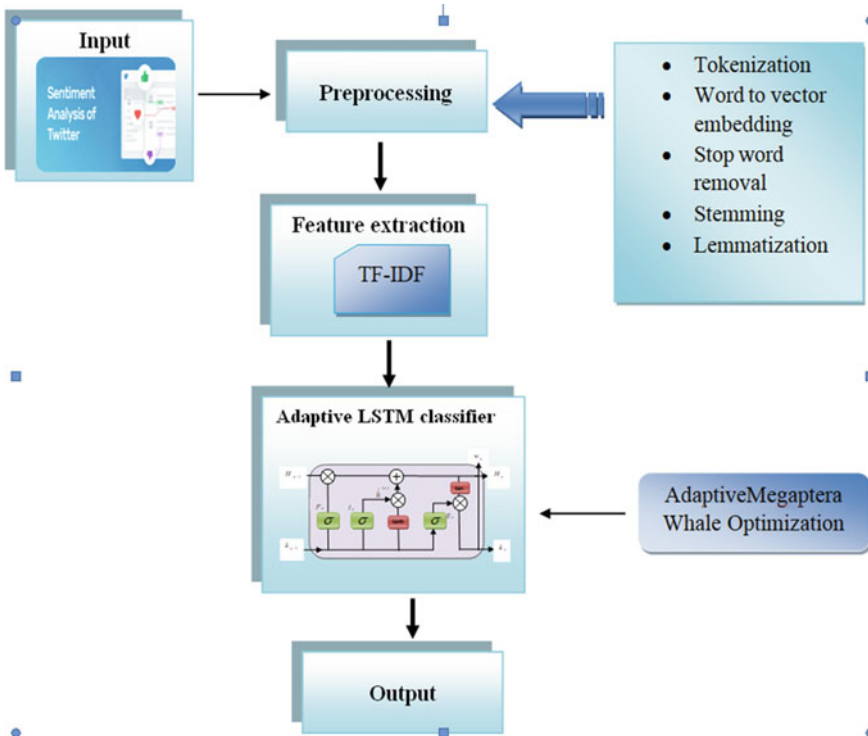 Input
Sentiment
Analysis of
Twitter
Preprocessing
Tokenization
Word to vector
embedding
Stop word
removal
Stemming
Lemmatization
Feature extraction
TF-IDF
Adaptive LSTM classifier
σ
σ
σ
AdaptiveMegaptera
Whale Optimization
Output